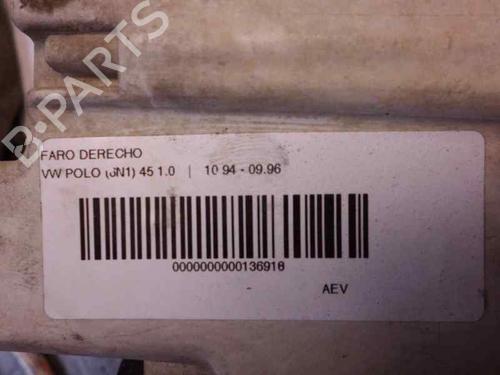 B-PARTS
FARO DERECHO
VW POLO (6N1) 45 1.0 | 10.94 - 09.96
0000000000136918
AEV